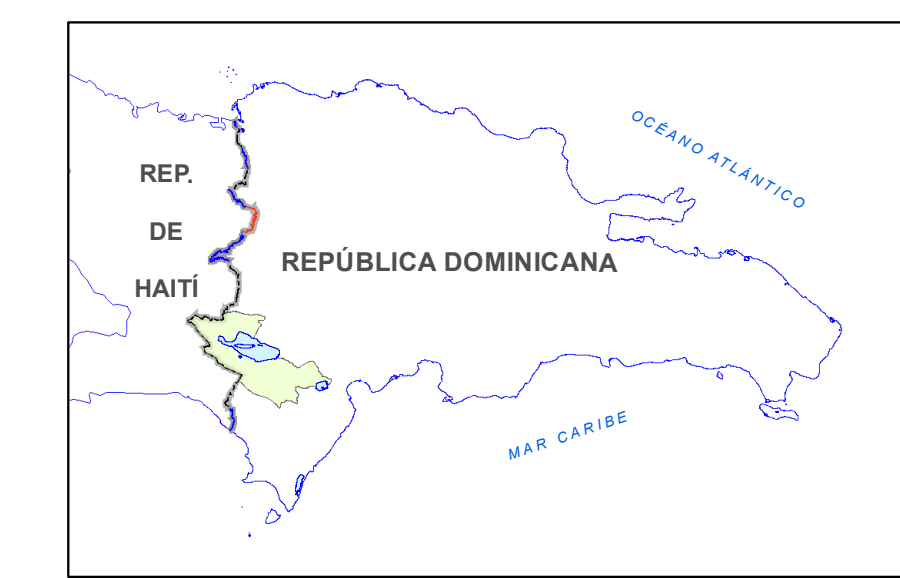 OCÉANO ATLÁNTICO
REP.
DE
HAITÍ
REPÚBLICA DOMINICANA
MAR CARIBE